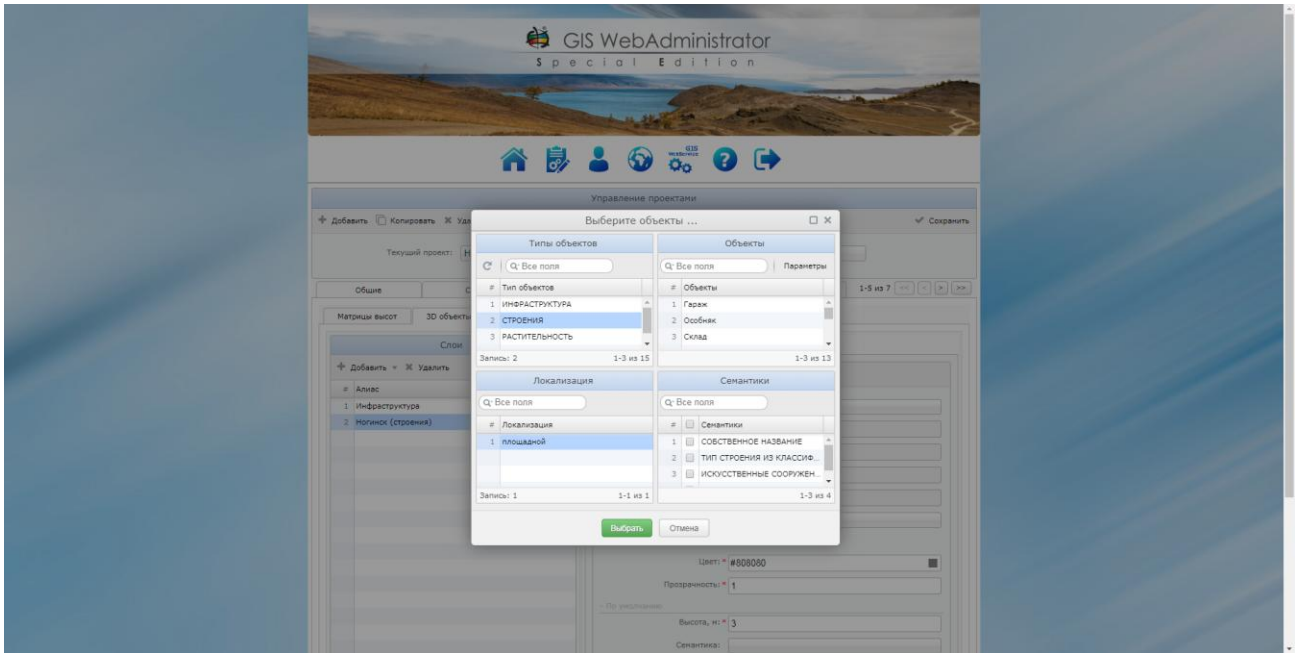 GIS WebAdministrator
Special Edition
GIS
WEBSERVICE
Управление проектами
Добавить Копировать Уда
Сохранить
Текущий проект: Н
Общие С
1-5 из 7 << < > >>
Матрицы высот 3D объекты
Слои
Добавить Удалить
# Алиас
1 Инфраструктура
2 Ногинск (строения)
Выберите объекты ...
Типы объектов
Все поля
# Тип объектов
1 ИНФРАСТРУКТУРА
2 СТРОЕНИЯ
3 РАСТИТЕЛЬНОСТЬ
Запись: 2 1-3 из 15
Объекты
Все поля Параметры
# Объекты
1 Гараж
2 Особняк
3 Склад
1-3 из 13
Локализация
Все поля
# Локализация
1 площадной
Запись: 1 1-1 из 1
Семантики
Все поля
# Семантики
1 СОБСТВЕННОЕ НАЗВАНИЕ
2 ТИП СТРОЕНИЯ ИЗ КЛАССИФ...
3 ИСКУССТВЕННЫЕ СООРУЖЕН...
1-3 из 4
Выбрать Отмена
Цвет: * #808080
Прозрачность: * 1
По умолчанию
Высота, м: * 3
Семантика: